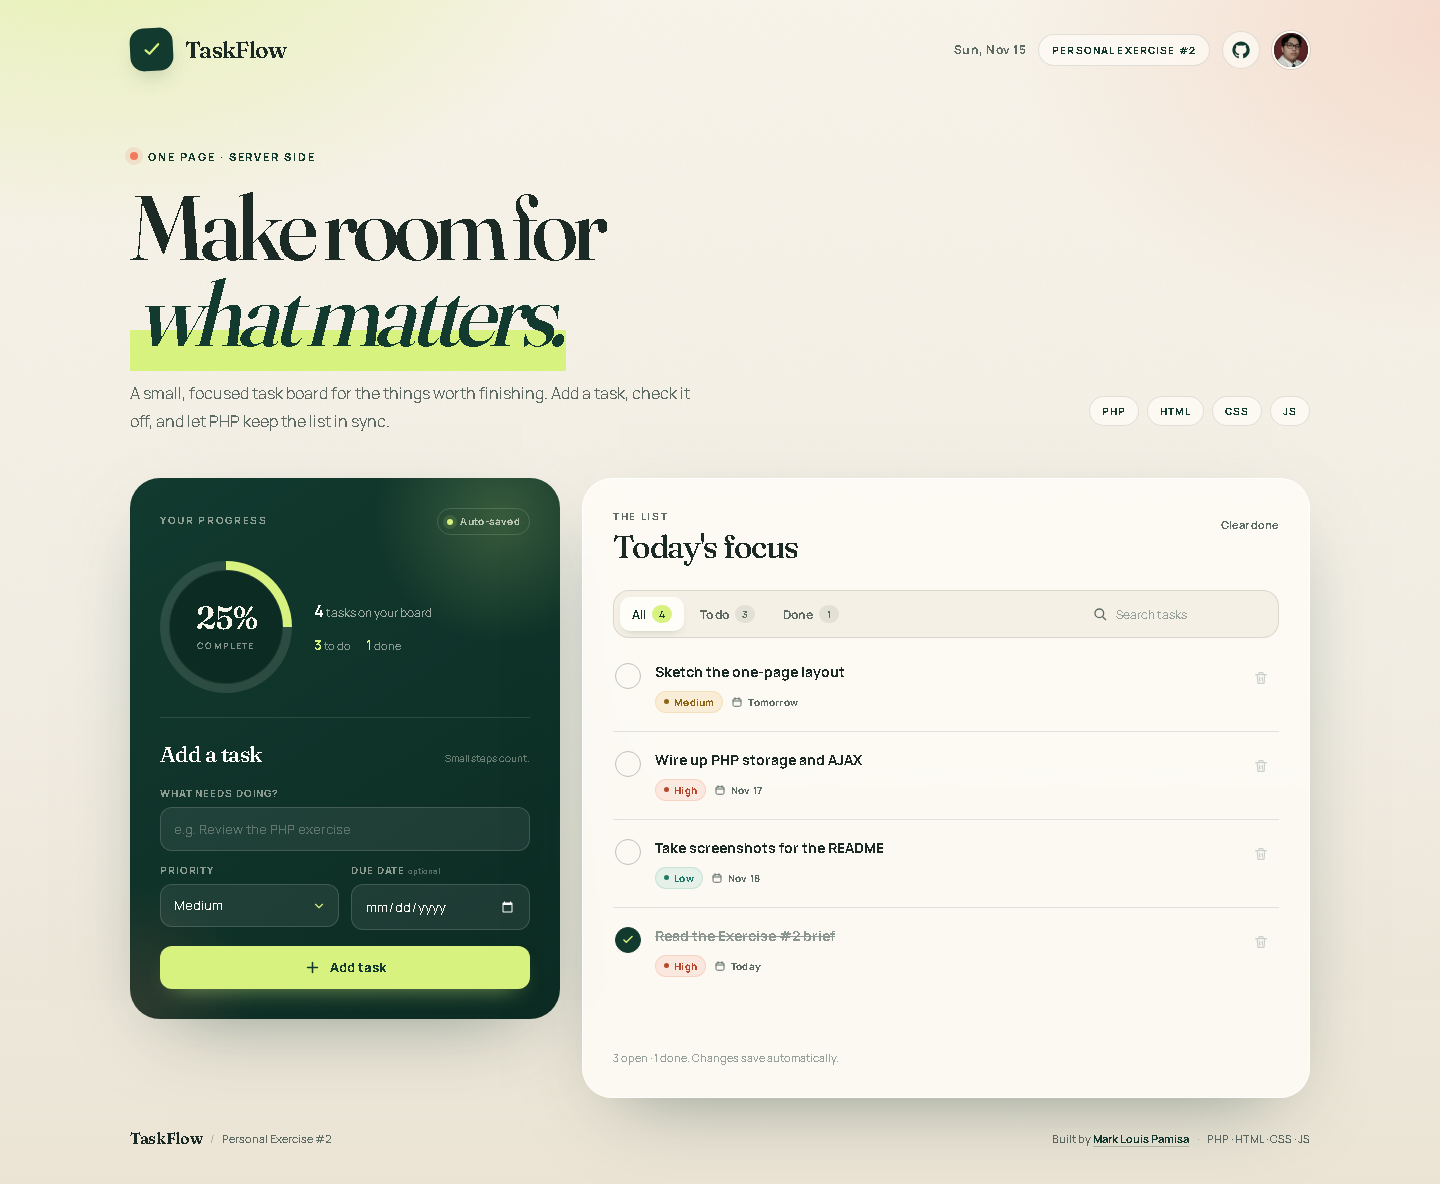 TaskFlow
Sun, Nov 15
PERSONAL EXERCISE #2
ONE PAGE · SERVER SIDE
Make room for
what matters.
A small, focused task board for the things worth finishing. Add a task, check it
off, and let PHP keep the list in sync.
PHP
HTML
CSS
JS
YOUR PROGRESS
Auto-saved
25%
COMPLETE
4 tasks on your board
3 to do 1 done
Add a task
Small steps count.
WHAT NEEDS DOING?
e.g. Review the PHP exercise
PRIORITY
DUE DATE optional
Medium
mm/dd/yyyy
Add task
THE LIST
Today's focus
Clear done
All 4
To do 3
Done 1
Search tasks
Sketch the one-page layout
Medium
Tomorrow
Wire up PHP storage and AJAX
High
Nov 17
Take screenshots for the README
Low
Nov 18
Read the Exercise #2 brief
High
Today
3 open · 1 done. Changes save automatically.
TaskFlow / Personal Exercise #2
Built by Mark Louis Pamisa · PHP · HTML · CSS · JS